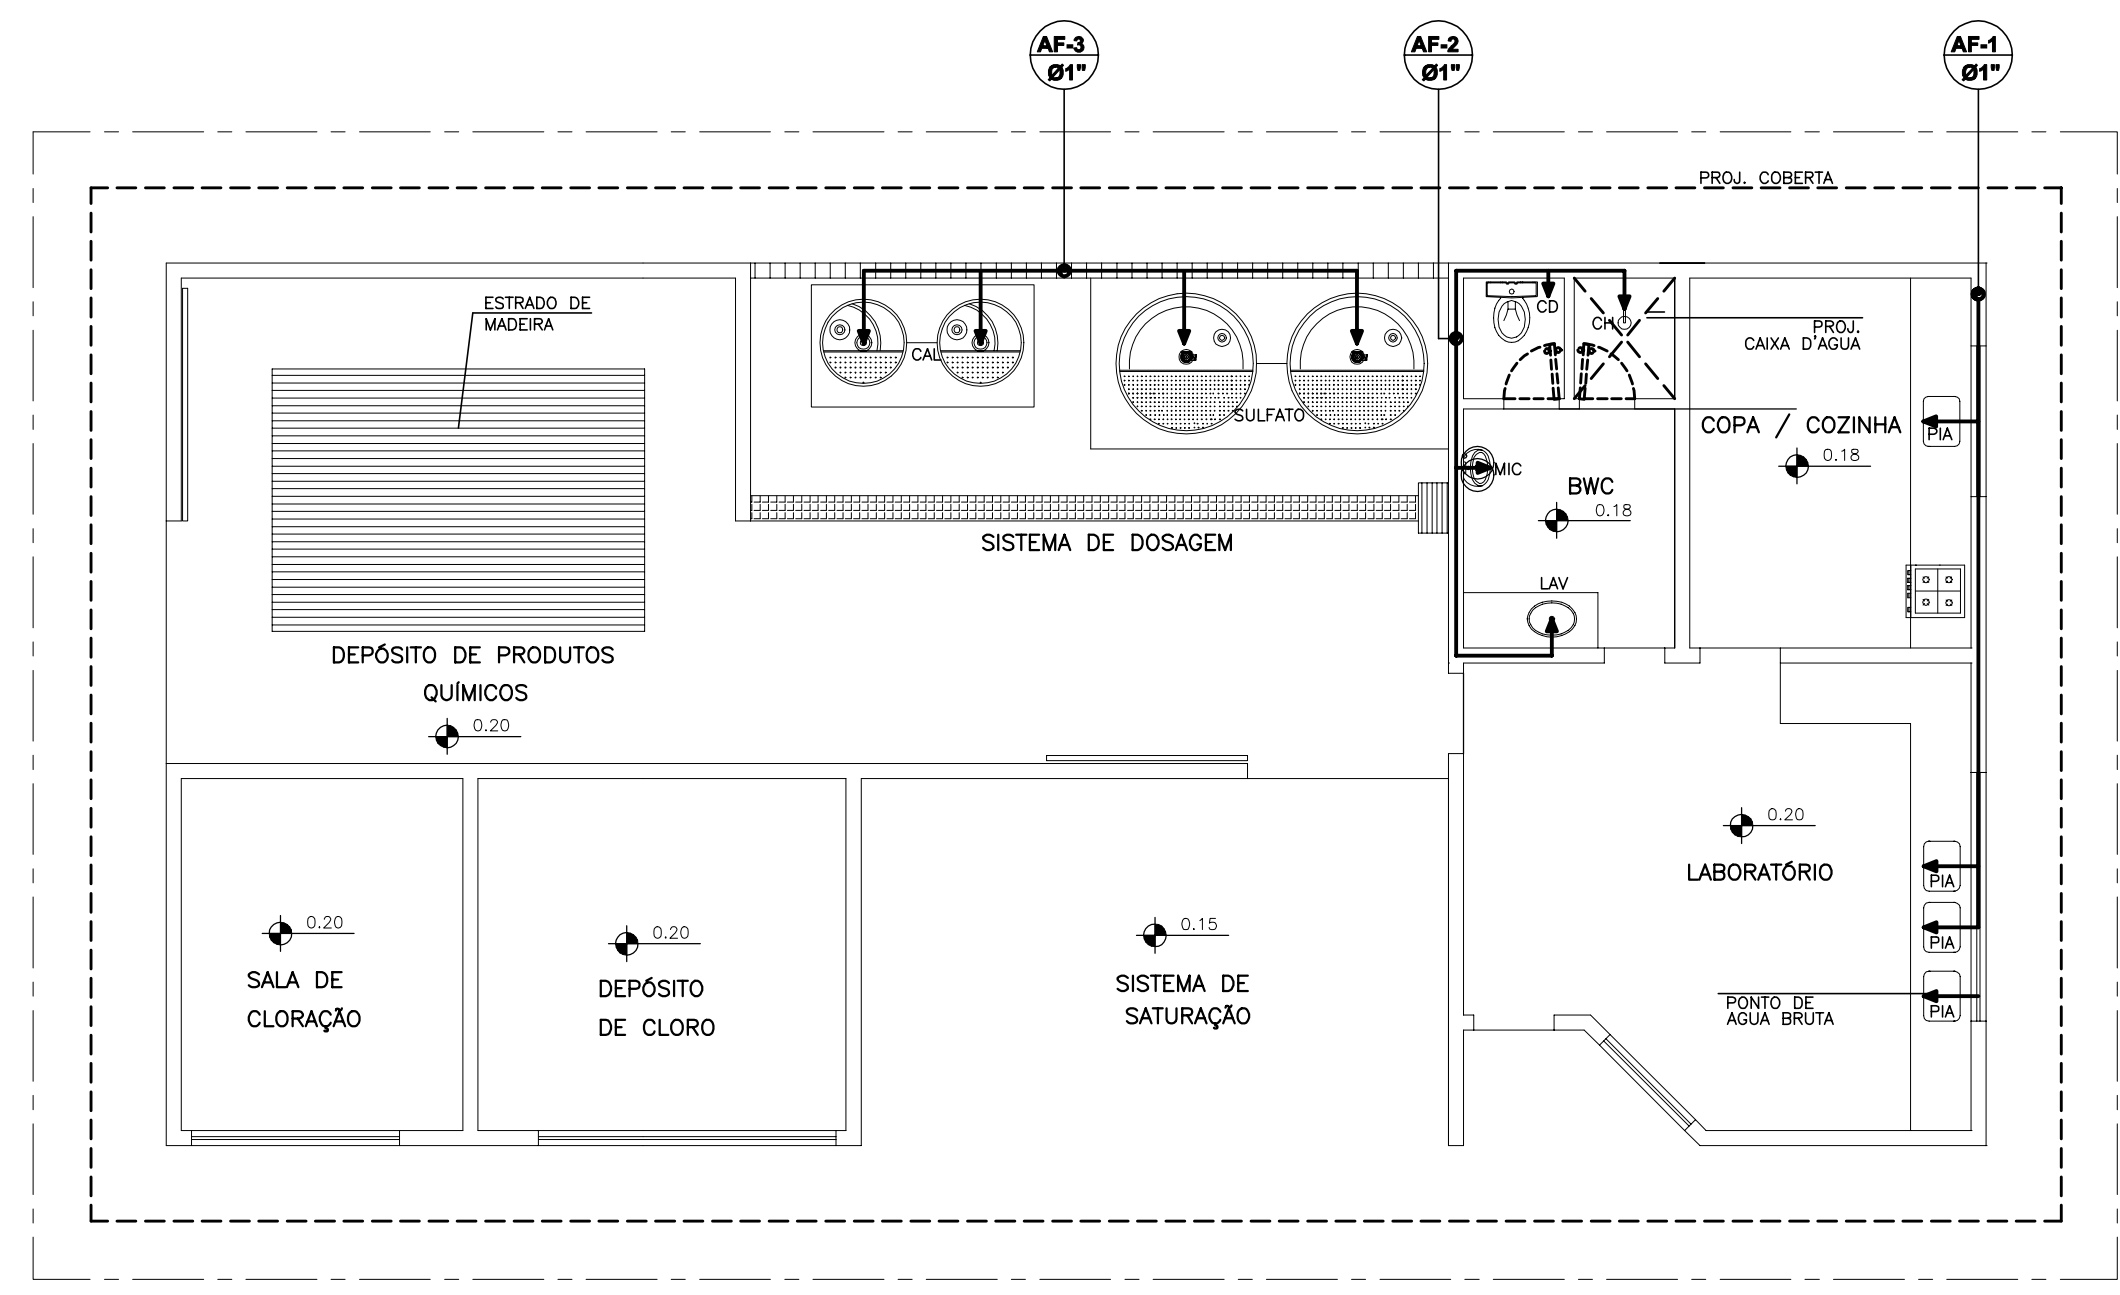 AF-3
Ø1"
AF-2
Ø1"
AF-1
Ø1"
PROJ. COBERTA
ESTRADO DE
MADEIRA
CD
CH
PROJ.
CAIXA D'AGUA
CAL
SULFATO
COPA / COZINHA
0.18
PIA
MIC
BWC
0.18
SISTEMA DE DOSAGEM
LAV
DEPÓSITO DE PRODUTOS
QUÍMICOS
0.20
0.20
LABORATÓRIO
PIA
PIA
PIA
PONTO DE
AGUA BRUTA
0.20
SALA DE
CLORAÇÃO
0.20
DEPÓSITO
DE CLORO
0.15
SISTEMA DE
SATURAÇÃO